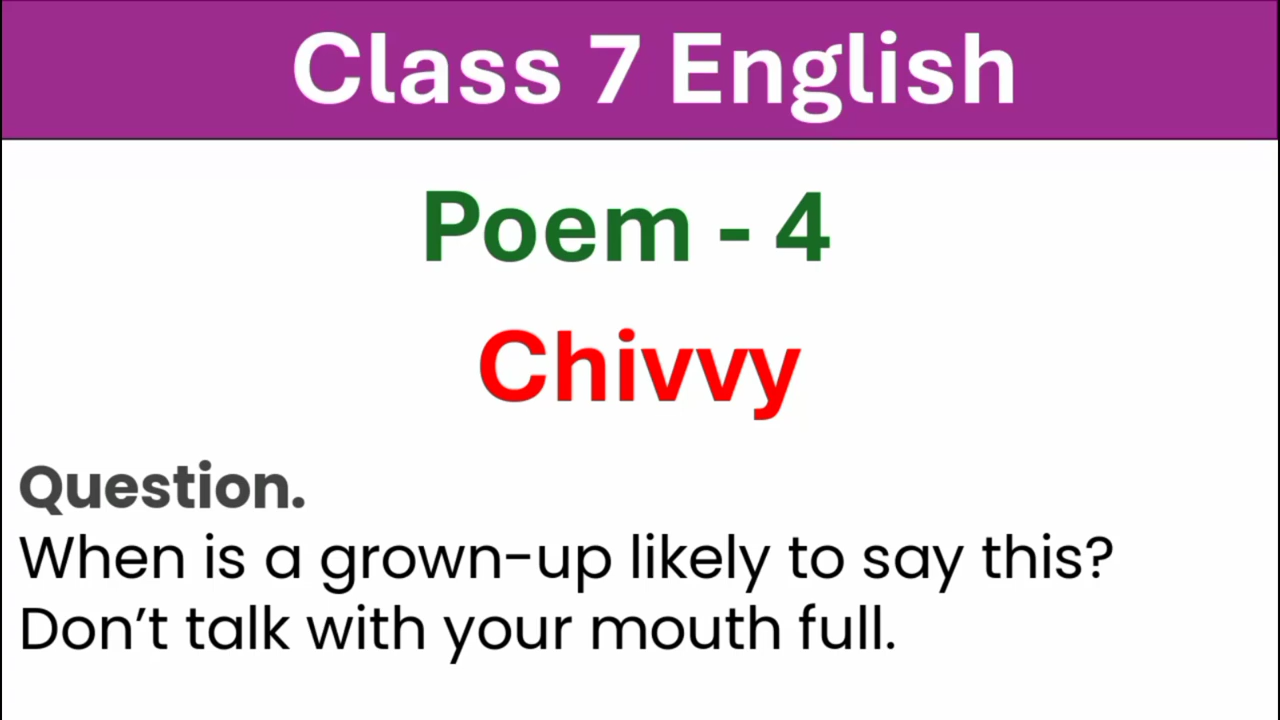 Class 7 English
Poem - 4
Chivvy
Question.
When is a grown-up likely to say this?
Don’t talk with your mouth full.